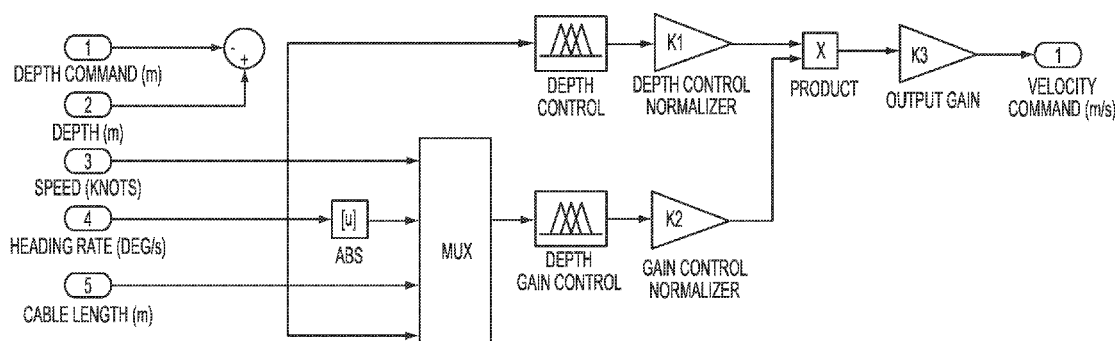 1
DEPTH COMMAND (m)
-
+
2
DEPTH (m)
3
SPEED (KNOTS)
4
HEADING RATE (DEG/s)
5
CABLE LENGTH (m)
[u]
ABS
MUX
DEPTH
CONTROL
K1
DEPTH CONTROL
NORMALIZER
X
PRODUCT
K3
OUTPUT GAIN
1
VELOCITY
COMMAND (m/s)
DEPTH
GAIN CONTROL
K2
GAIN CONTROL
NORMALIZER